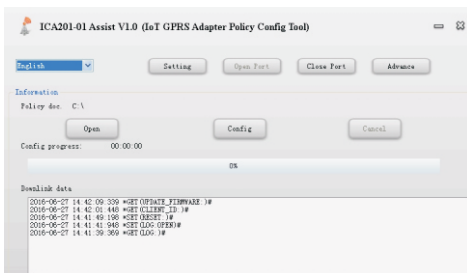 ICA201-01 Assist V1.0 (IoT GPRS Adapter Policy Config Tool)
English Setting Open Port Close Port Advance
Information
Policy doc. C:\
Open Config Cancel
Config progress: 00:00:00
0%
Downlink data
2016-06-27 14:42:09:339 *GET(UPDATE_FIRMWARE:)#
2016-06-27 14:42:01:448 *GET(CLIENT_ID:)#
2016-06-27 14:41:49:198 *SET(RESET:)#
2016-06-27 14:41:41:948 *SET(LOG:OPEN)#
2016-06-27 14:41:39:369 *GET(LOG:)#